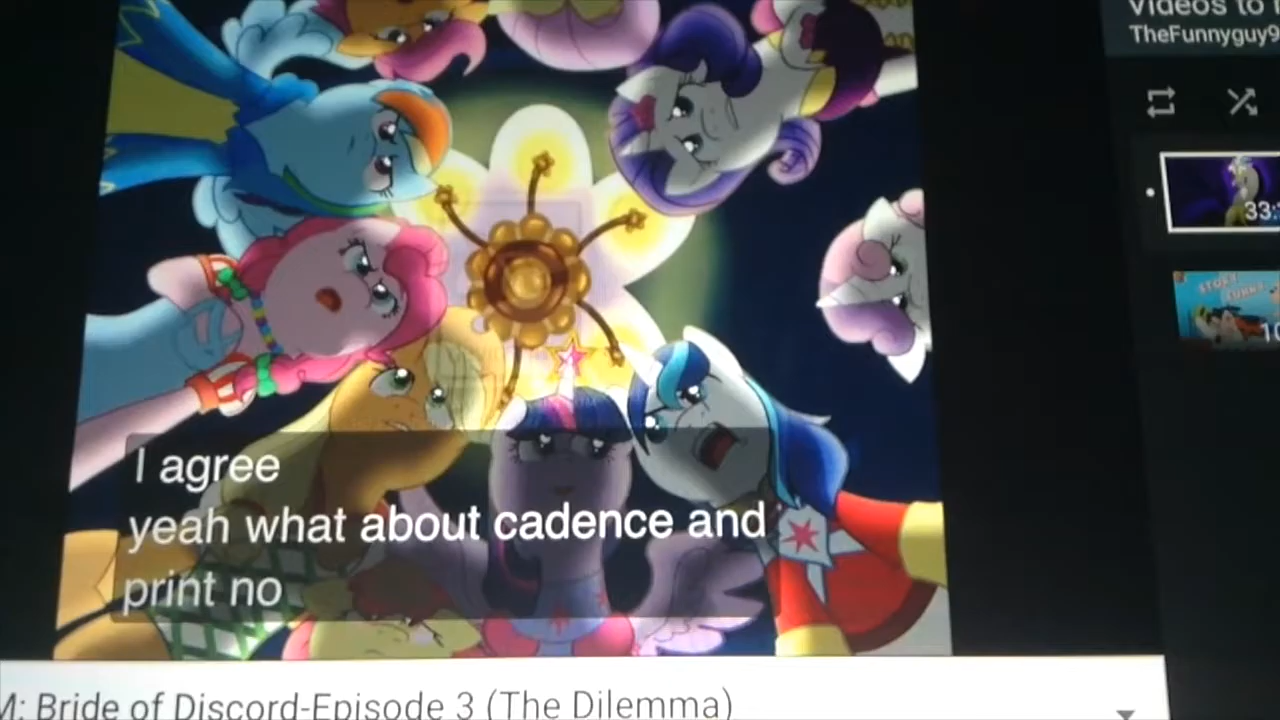 Videos to
TheFunnyguy9
33:
STORY
I agree
yeah what about cadence and
print no
M: Bride of Discord-Episode 3 (The Dilemma)